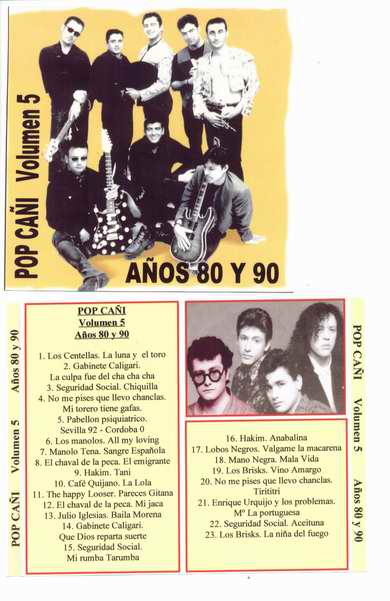 POP CAÑI Volumen 5
AÑOS 80 Y 90
POP CAÑI Volumen 5 Años 80 y 90
POP CAÑI
Volumen 5
Años 80 y 90
1. Los Centellas. La luna y el toro
2. Gabinete Caligari.
La culpa fue del cha cha cha
3. Seguridad Social. Chiquilla
4. No me pises que llevo chanclas.
Mi torero tiene gafas.
5. Pabellon psiquiatrico.
Sevilla 92 - Cordoba 0
6. Los manolos. All my loving
7. Manolo Tena. Sangre Española
8. El chaval de la peca. El emigrante
9. Hakim. Tani
10. Café Quijano. La Lola
11. The happy Looser. Pareces Gitana
12. El chaval de la peca. Mi jaca
13. Julio Iglesias. Baila Morena
14. Gabinete Caligari.
Que Dios reparta suerte
15. Seguridad Social.
Mi rumba Tarumba
16. Hakim. Anabalina
17. Lobos Negros. Valgame la macarena
18. Mano Negra. Mala Vida
19. Los Brisks. Vino Amargo
20. No me pises que llevo chanclas.
Tirititri
21. Enrique Urquijo y los problemas.
Mº La portuguesa
22. Seguridad Social. Aceituna
23. Los Brisks. La niña del fuego
POP CAÑI Volumen 5 Años 80 y 90